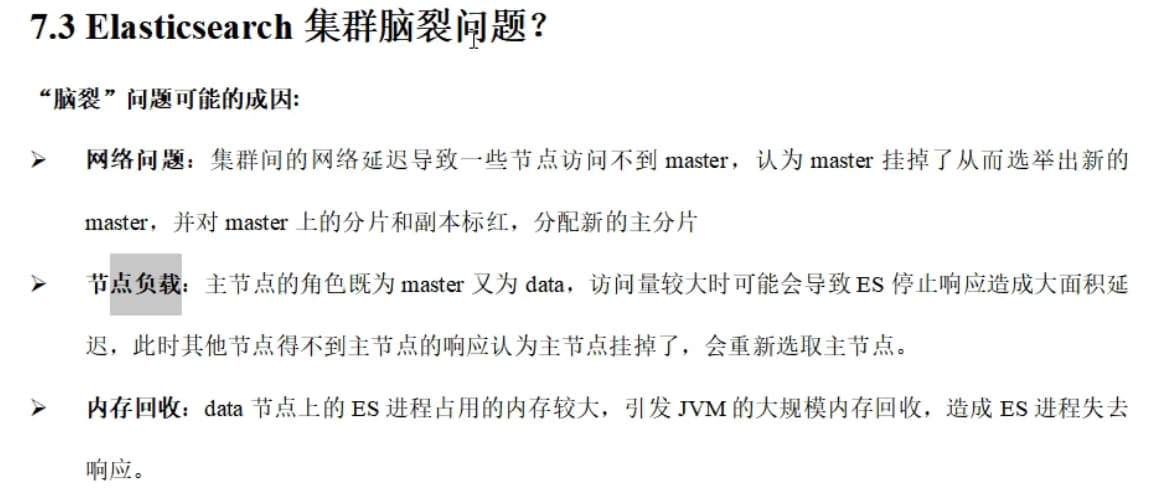 7.3 Elasticsearch 集群脑裂问题？
“脑裂”问题可能的成因:
➢ 网络问题：集群间的网络延迟导致一些节点访问不到 master，认为 master 挂掉了从而选举出新的
master，并对 master 上的分片和副本标红，分配新的主分片
➢ 节点负载：主节点的角色既为 master 又为 data，访问量较大时可能会导致 ES 停止响应造成大面积延
迟，此时其他节点得不到主节点的响应认为主节点挂掉了，会重新选取主节点。
➢ 内存回收：data 节点上的 ES 进程占用的内存较大，引发 JVM 的大规模内存回收，造成 ES 进程失去
响应。